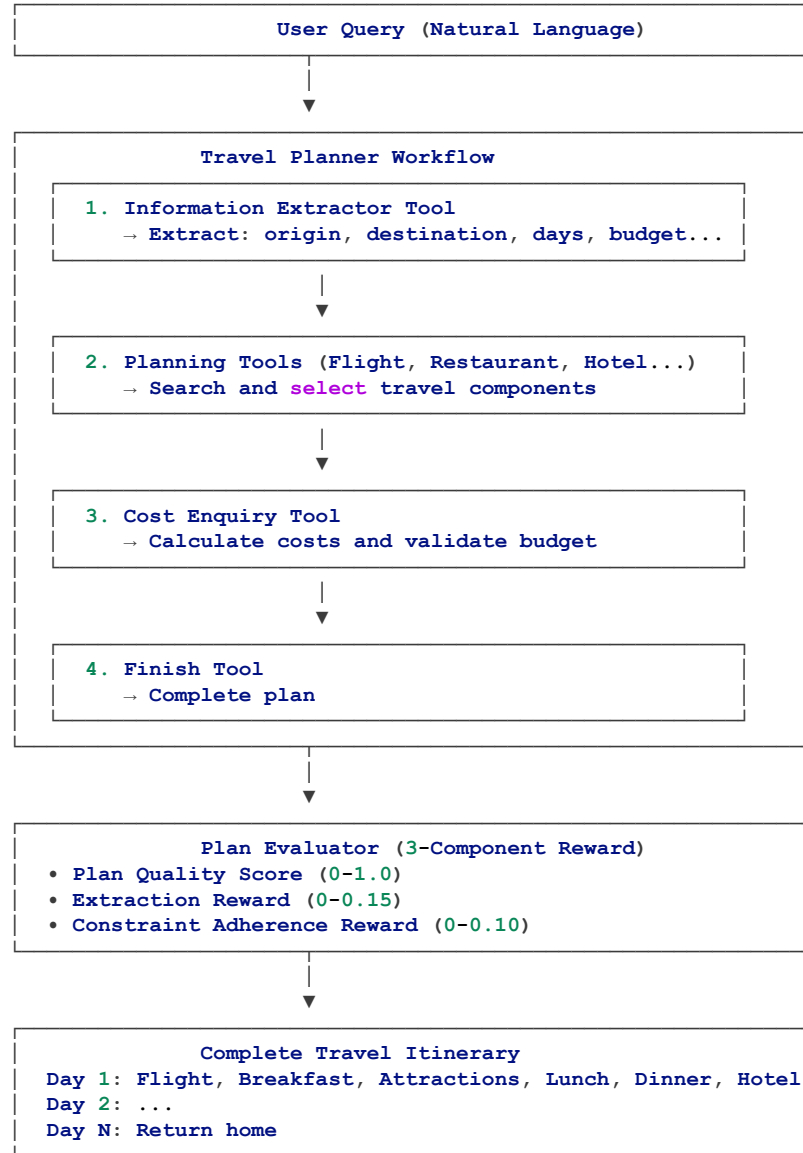 User Query (Natural Language)
Travel Planner Workflow
1. Information Extractor Tool
→ Extract: origin, destination, days, budget...
2. Planning Tools (Flight, Restaurant, Hotel...)
→ Search and select travel components
3. Cost Enquiry Tool
→ Calculate costs and validate budget
4. Finish Tool
→ Complete plan
Plan Evaluator (3-Component Reward)
• Plan Quality Score (0-1.0)
• Extraction Reward (0-0.15)
• Constraint Adherence Reward (0-0.10)
Complete Travel Itinerary
Day 1: Flight, Breakfast, Attractions, Lunch, Dinner, Hotel
Day 2: ...
Day N: Return home